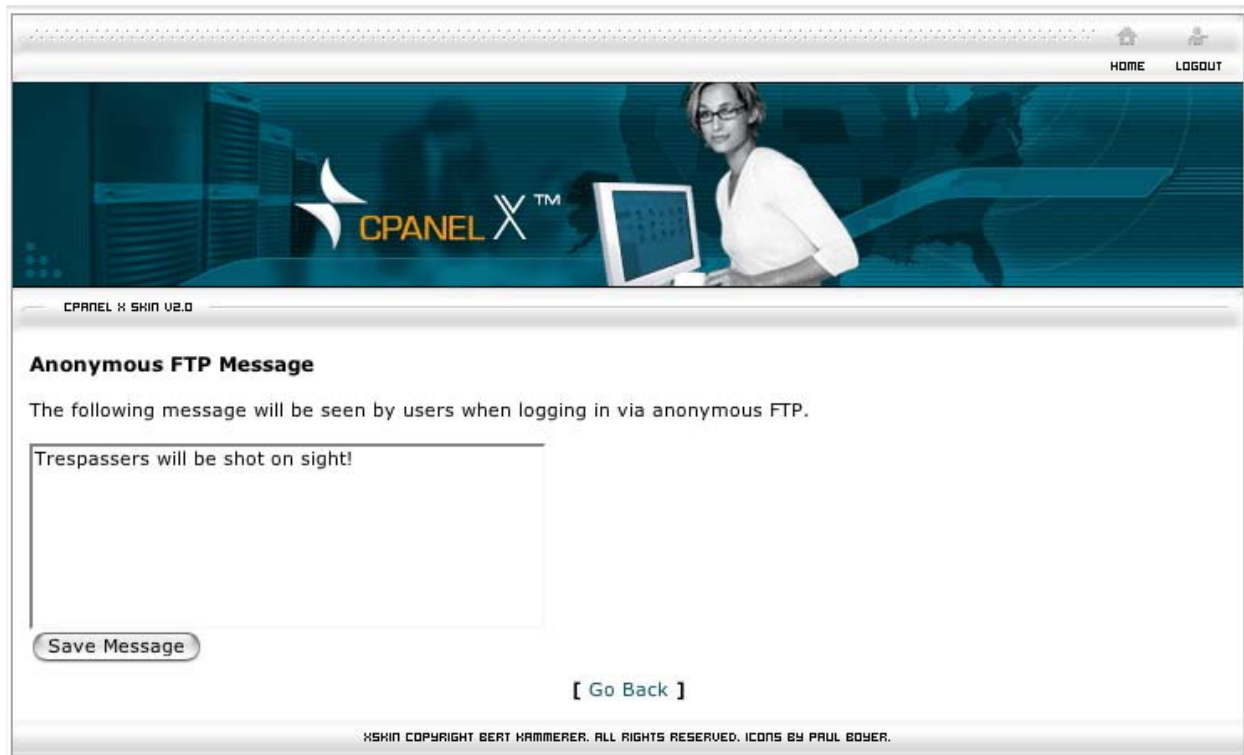 HOME LOGOUT
CPANEL X ™
CPANEL X SKIN V2.0
Anonymous FTP Message
The following message will be seen by users when logging in via anonymous FTP.
Trespassers will be shot on sight!
Save Message
[ Go Back ]
XSKIN COPYRIGHT BERT KAMMERER. ALL RIGHTS RESERVED. ICONS BY PAUL BOYER.